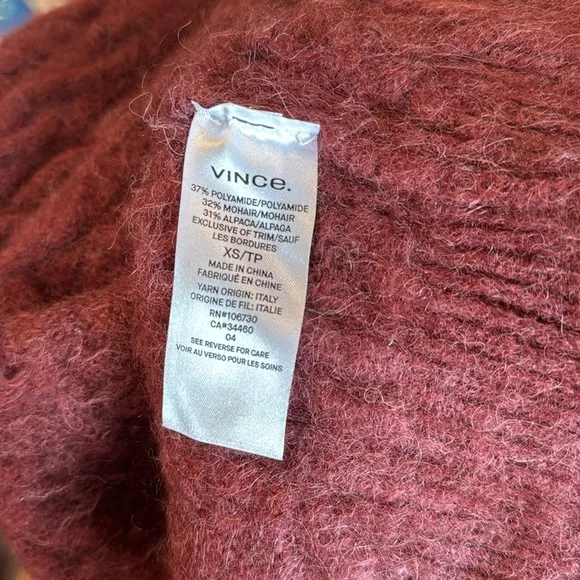 VINCE.
37% POLYAMIDE/POLYAMIDE
32% MOHAIR/MOHAIR
31% ALPACA/ALPAGA
EXCLUSIVE OF TRIM/SAUF
LES BORDURES
XS/TP
MADE IN CHINA
FABRIQUÉ EN CHINE
YARN ORIGIN: ITALY
ORIGINE DE FIL: ITALIE
RN#106730
CA#34460
04
SEE REVERSE FOR CARE
VOIR AU VERSO POUR LES SOINS